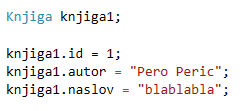 Knjiga knjiga1;
knjiga1.id = 1;
knjiga1.autor = "Pero Peric";
knjiga1.naslov = "blablabla";